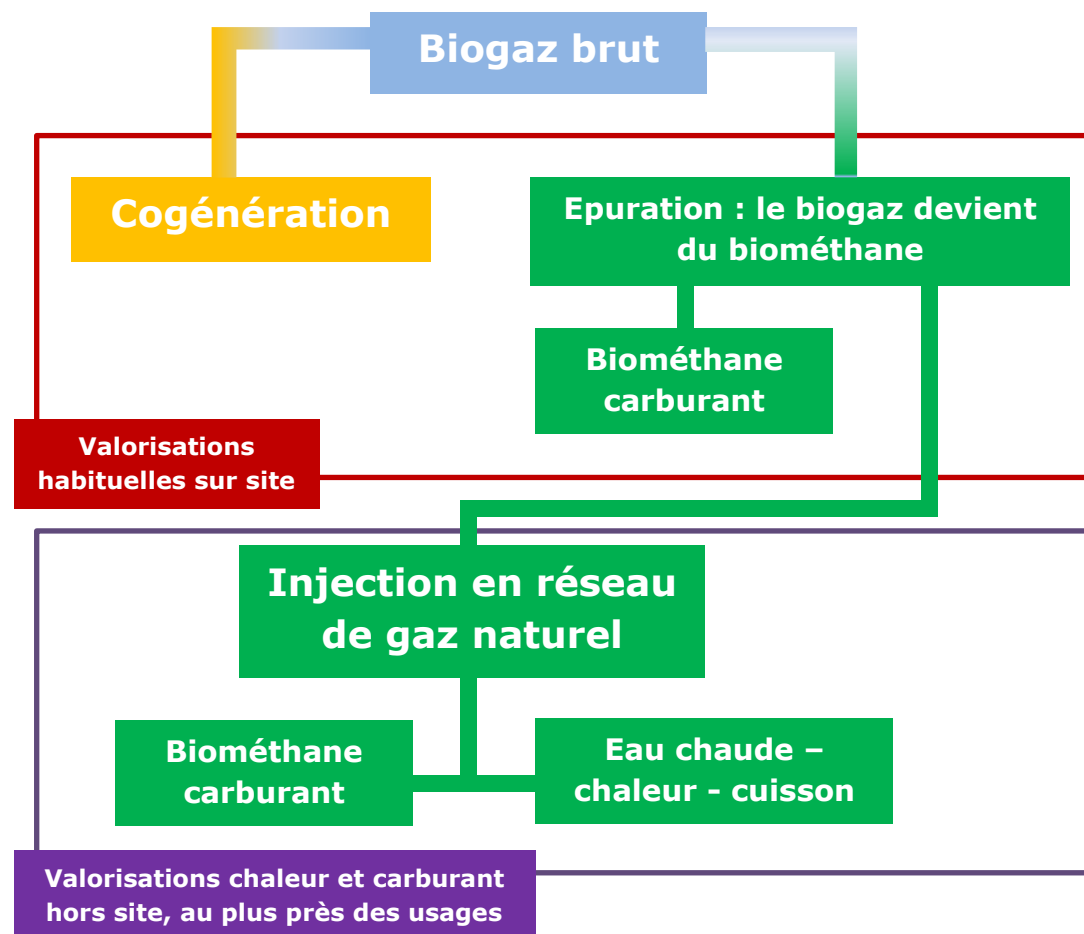 Biogaz brut
Cogénération
Epuration : le biogaz devient
du biométhane
Biométhane
carburant
Valorisations
habituelles sur site
Injection en réseau
de gaz naturel
Biométhane
carburant
Eau chaude –
chaleur - cuisson
Valorisations chaleur et carburant
hors site, au plus près des usages